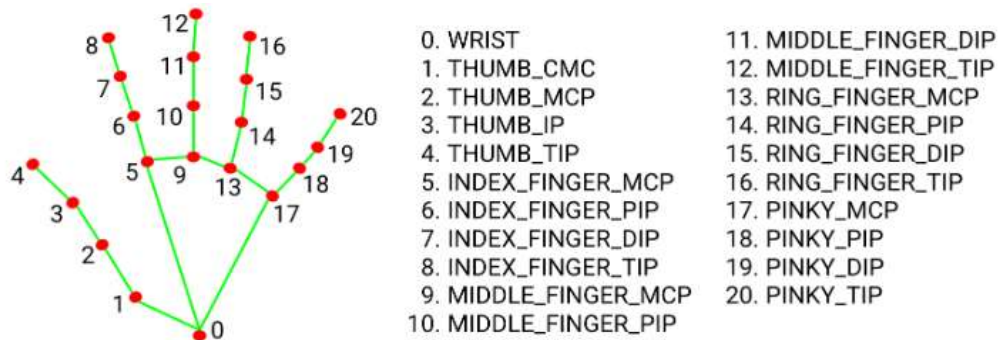 12
8
16
11
7
15
10
20
6
14
19
4
5
9
13
18
3
17
2
1
0
0. WRIST
1. THUMB_CMC
2. THUMB_MCP
3. THUMB_IP
4. THUMB_TIP
5. INDEX_FINGER_MCP
6. INDEX_FINGER_PIP
7. INDEX_FINGER_DIP
8. INDEX_FINGER_TIP
9. MIDDLE_FINGER_MCP
10. MIDDLE_FINGER_PIP
11. MIDDLE_FINGER_DIP
12. MIDDLE_FINGER_TIP
13. RING_FINGER_MCP
14. RING_FINGER_PIP
15. RING_FINGER_DIP
16. RING_FINGER_TIP
17. PINKY_MCP
18. PINKY_PIP
19. PINKY_DIP
20. PINKY_TIP